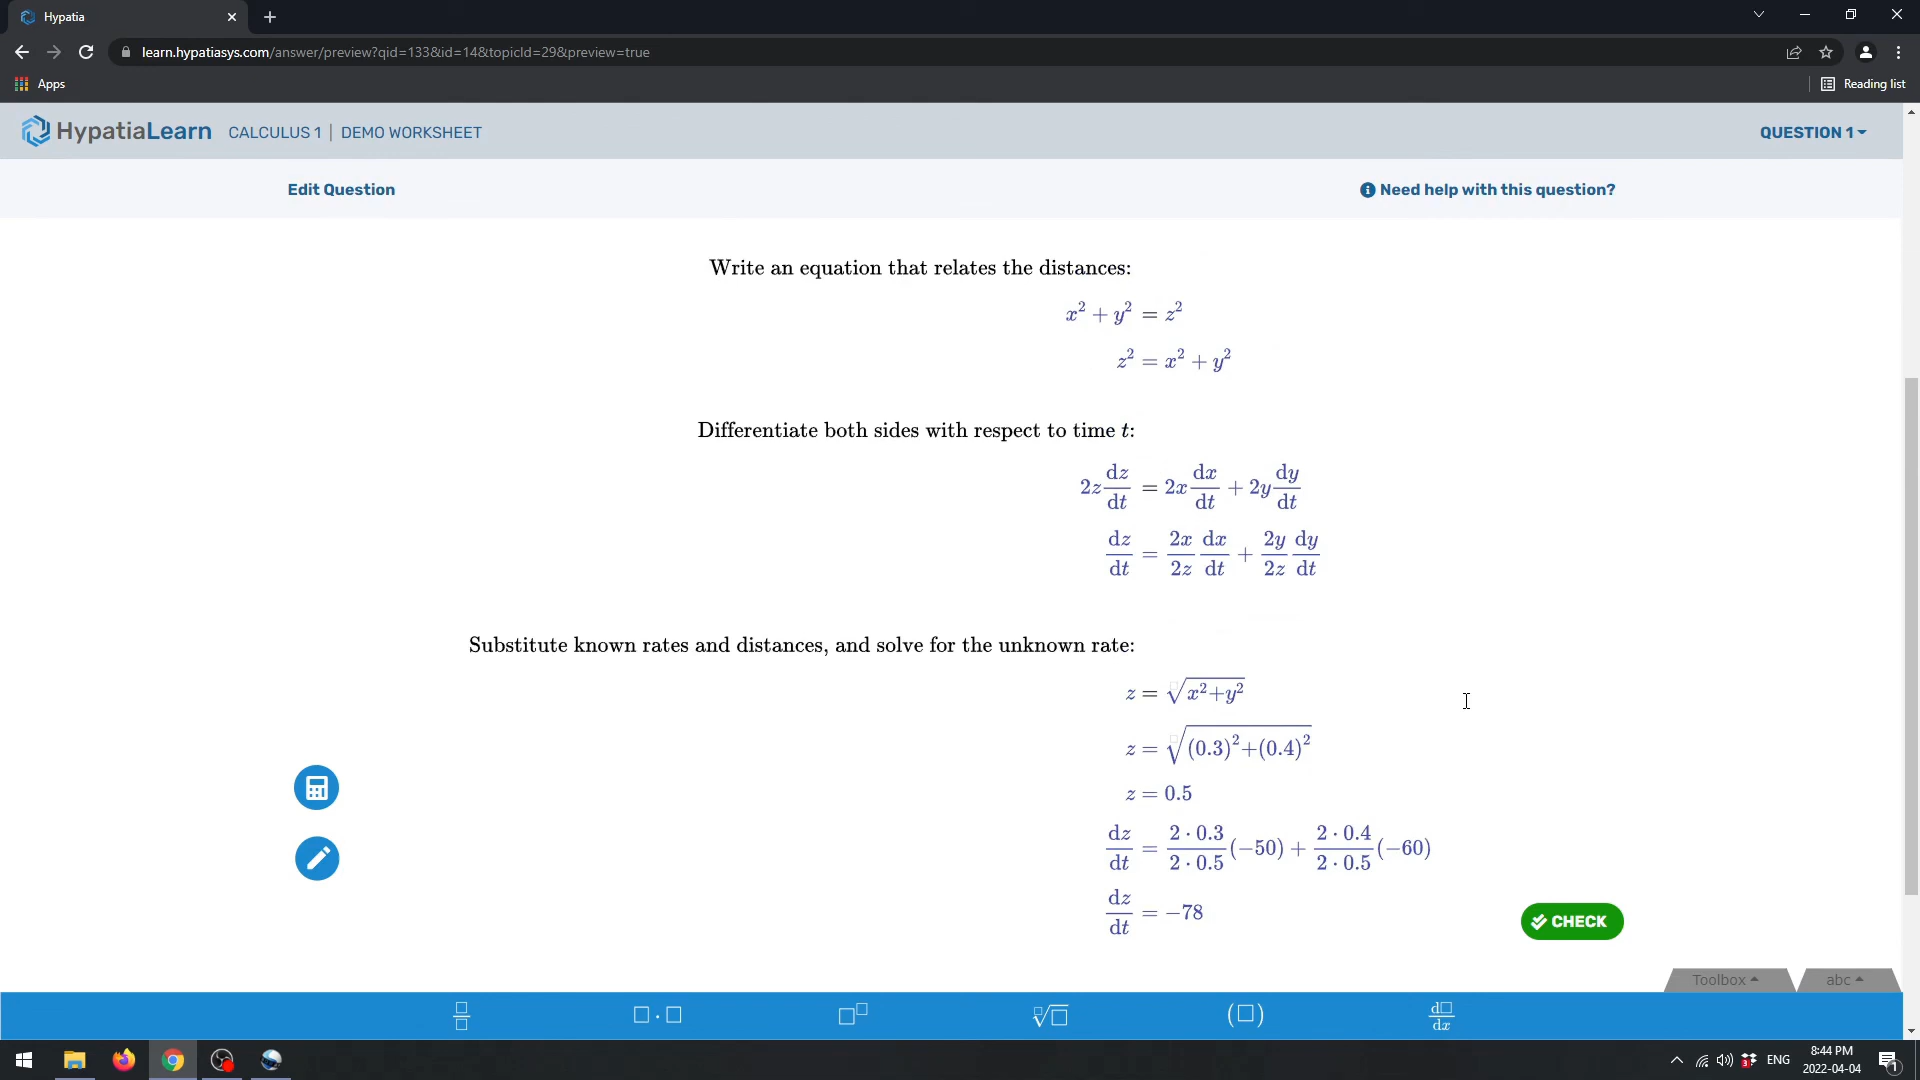 Hypatia
learn.hypatiasys.com/answer/preview?qid=133&id=14&topicId=29&preview=true
Apps
Reading list
HypatiaLearn CALCULUS 1 | DEMO WORKSHEET
QUESTION 1
Edit Question
Need help with this question?
Write an equation that relates the distances:
x² + y² = z²
z² = x² + y²
Differentiate both sides with respect to time t:
2z dz/dt = 2x dx/dt + 2y dy/dt
dz/dt = 2x/2z dx/dt + 2y/2z dy/dt
Substitute known rates and distances, and solve for the unknown rate:
z = √(x²+y²)
z = √((0.3)²+(0.4)²)
z = 0.5
dz/dt = (2 · 0.3)/(2 · 0.5) (−50) + (2 · 0.4)/(2 · 0.5) (−60)
dz/dt = −78
CHECK
Toolbox
abc
□/□ □ · □ □^□ √□ (□) d□/dx
ENG
8:44 PM
2022-04-04
3
1